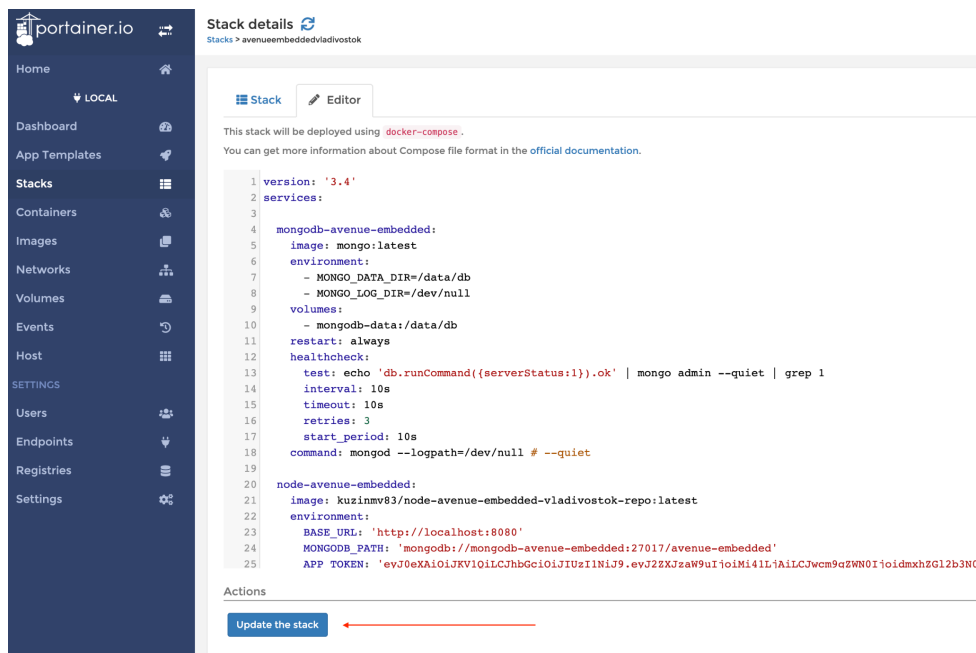 portainer.io
Home
LOCAL
Dashboard
App Templates
Stacks
Containers
Images
Networks
Volumes
Events
Host
SETTINGS
Users
Endpoints
Registries
Settings
Stack details
Stacks > avenueembeddedvladivostok
Stack
Editor
This stack will be deployed using docker-compose .
You can get more information about Compose file format in the official documentation.
1 version: '3.4'
2 services:
3
4 mongodb-avenue-embedded:
5 image: mongo:latest
6 environment:
7 - MONGO_DATA_DIR=/data/db
8 - MONGO_LOG_DIR=/dev/null
9 volumes:
10 - mongodb-data:/data/db
11 restart: always
12 healthcheck:
13 test: echo 'db.runCommand({serverStatus:1}).ok' | mongo admin --quiet | grep 1
14 interval: 10s
15 timeout: 10s
16 retries: 3
17 start_period: 10s
18 command: mongod --logpath=/dev/null # --quiet
19
20 node-avenue-embedded:
21 image: kuzinmv83/node-avenue-embedded-vladivostok-repo:latest
22 environment:
23 BASE_URL: 'http://localhost:8080'
24 MONGODB_PATH: 'mongodb://mongodb-avenue-embedded:27017/avenue-embedded'
25 APP_TOKEN:
Actions
Update the stack